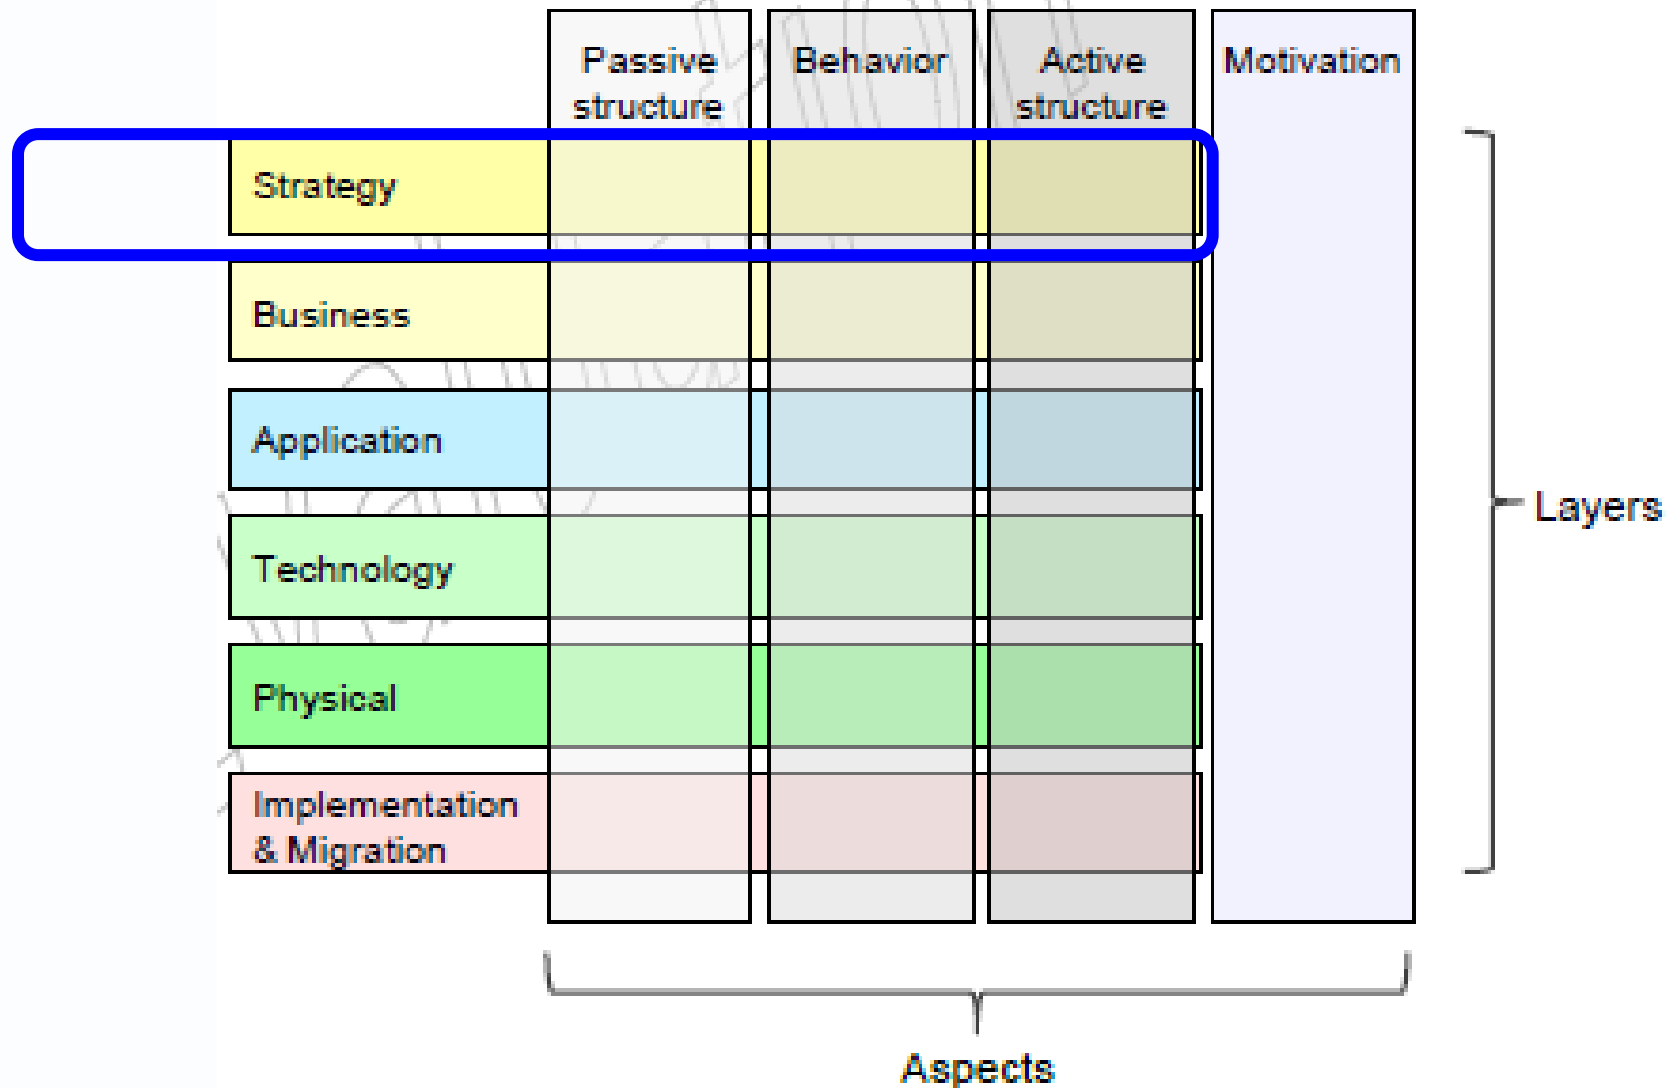 Passive
structure
Behavior
Active
structure
Motivation
Strategy
Business
Application
Technology
Physical
Implementation
& Migration
Layers
Aspects